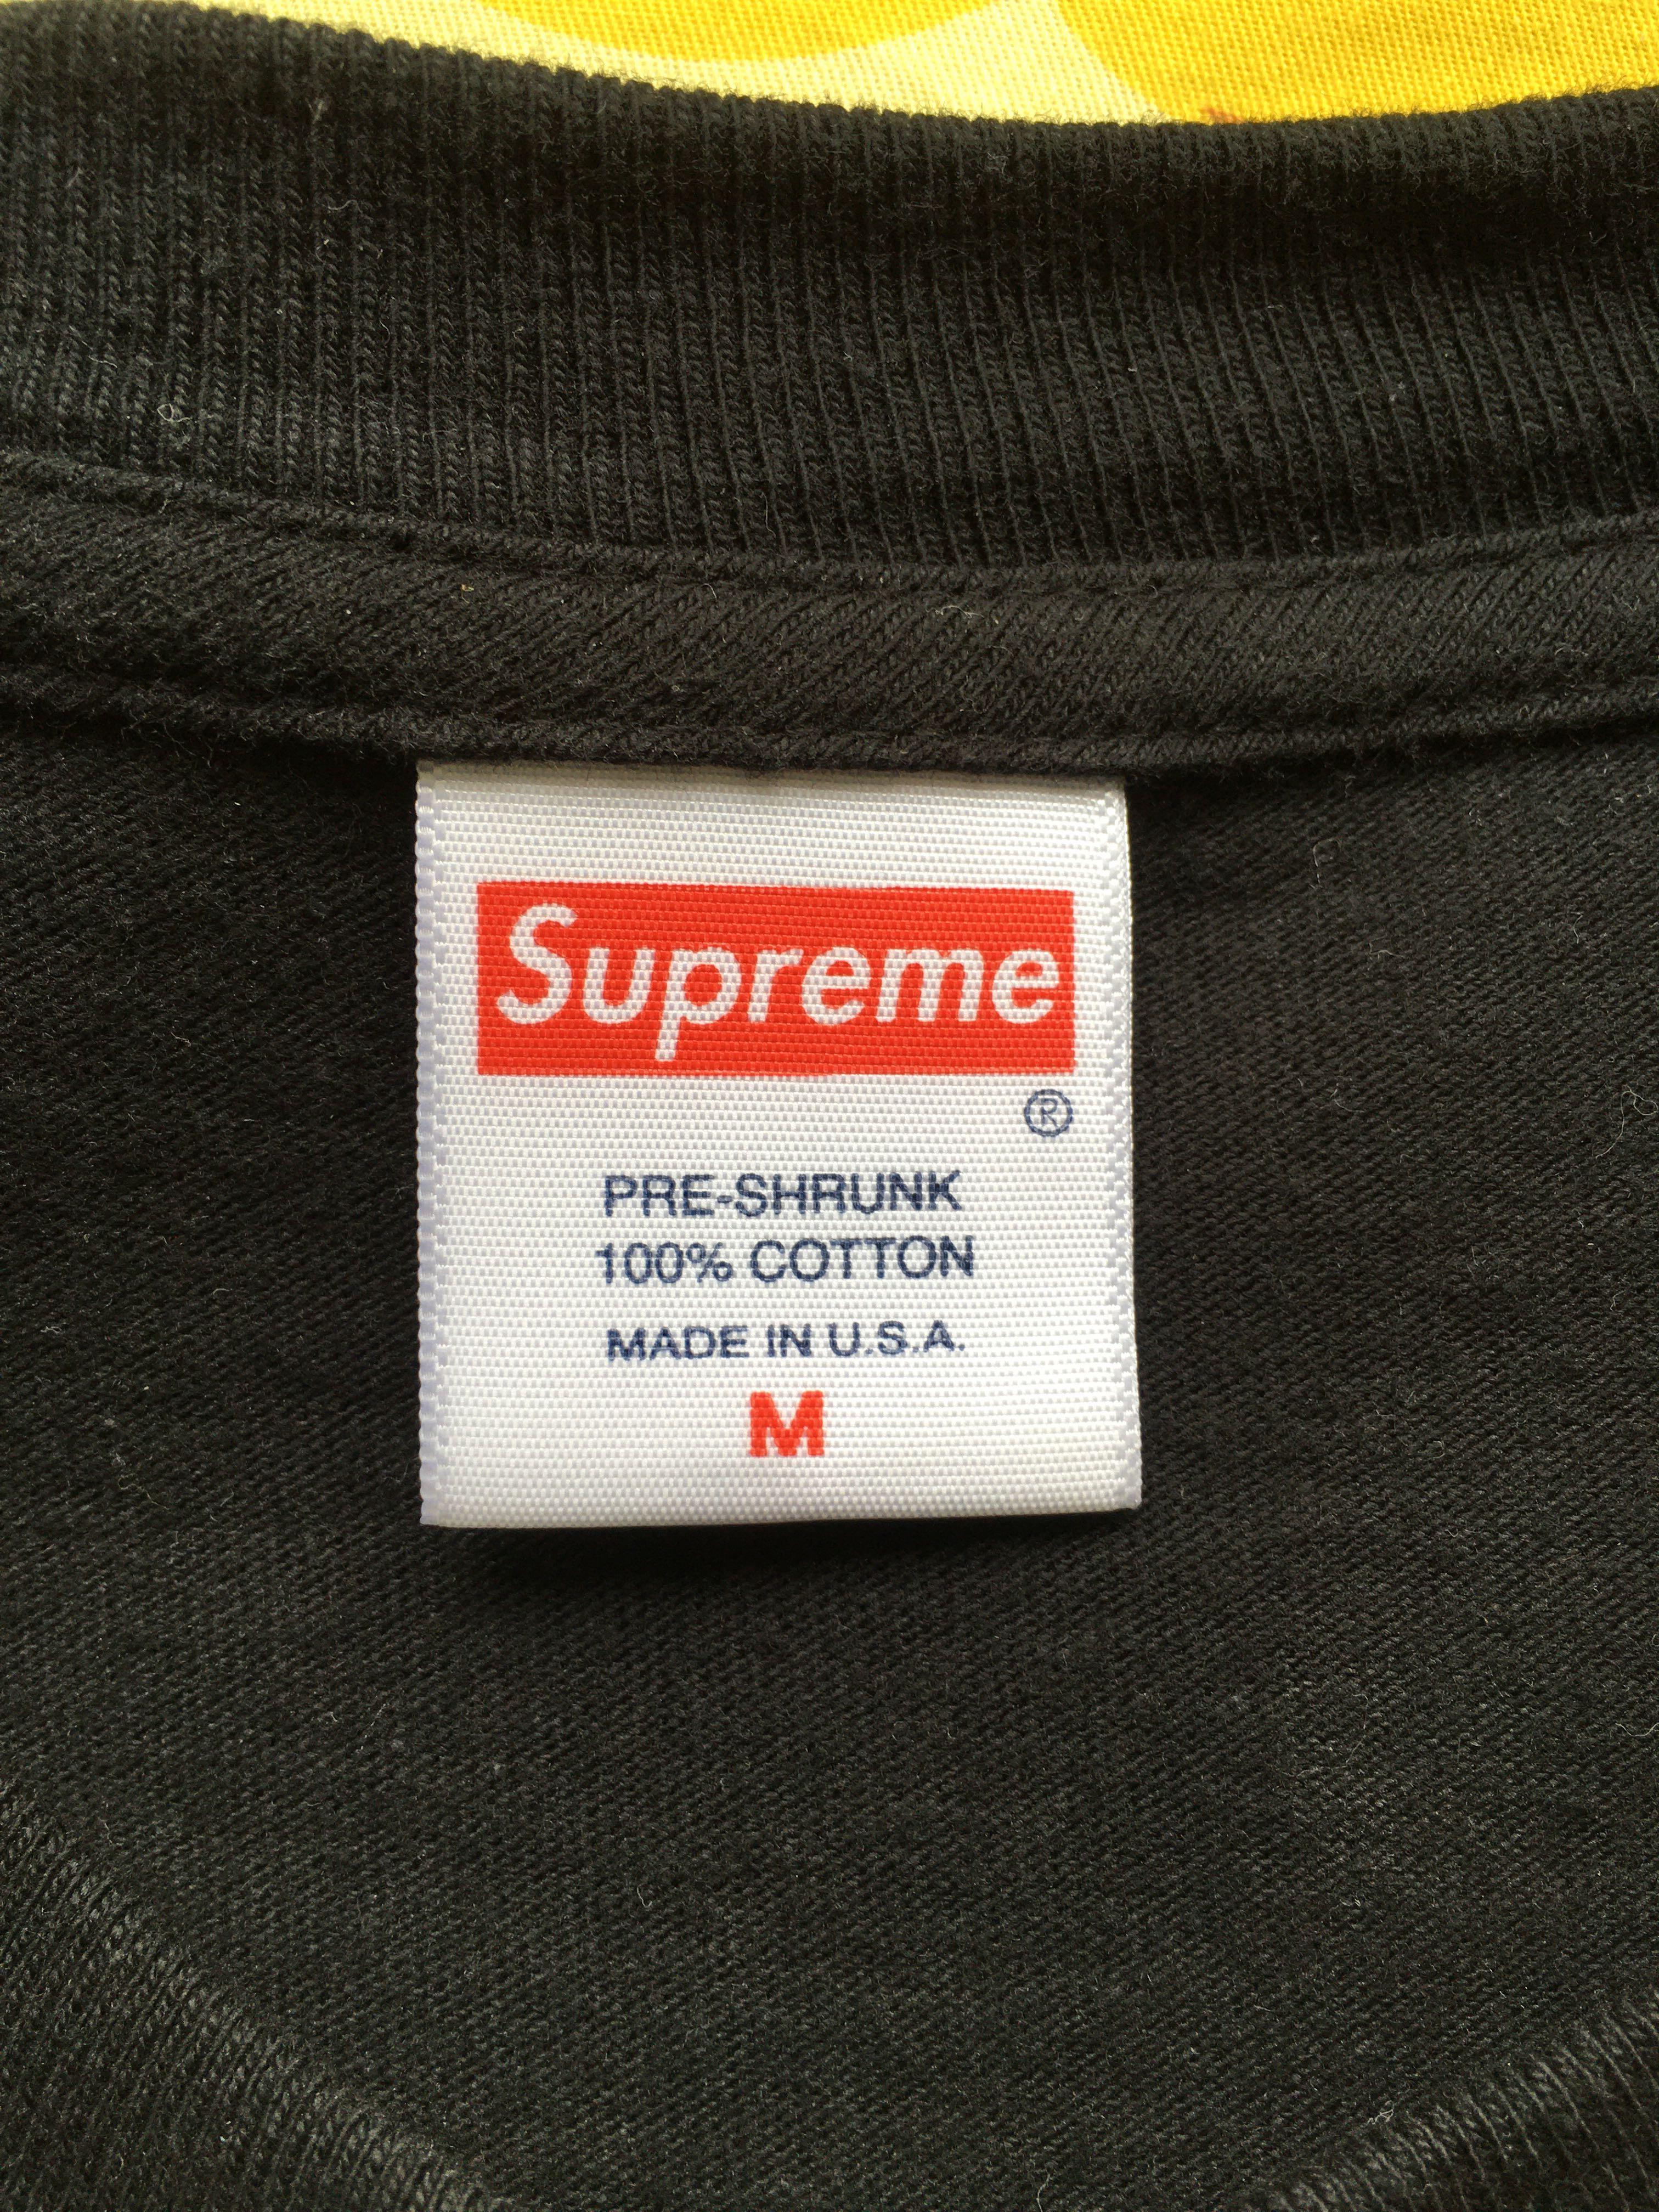 Supreme
®
PRE-SHRUNK
100% COTTON
MADE IN U.S.A.
M